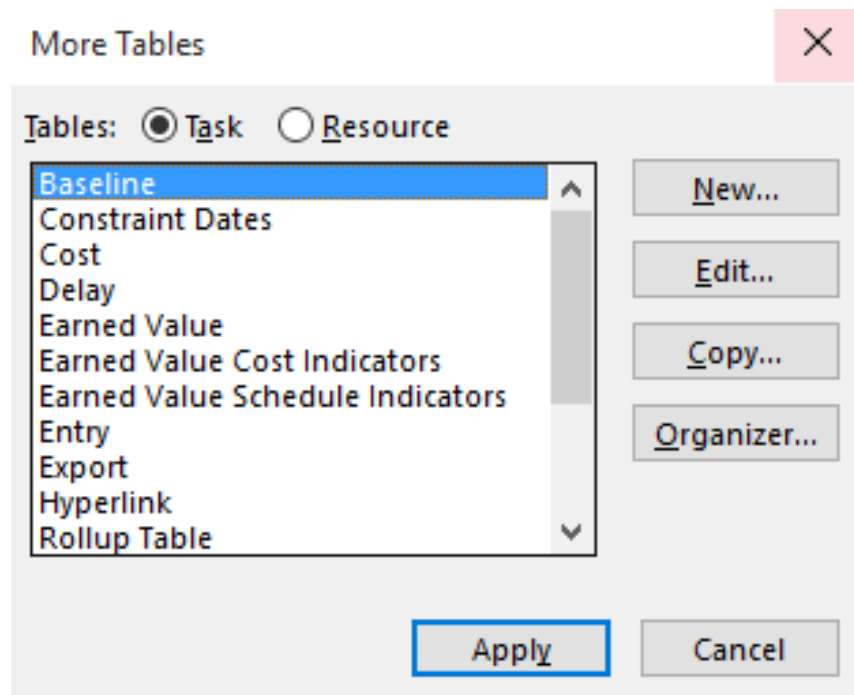 More Tables
Tables: Task Resource
Baseline
Constraint Dates
Cost
Delay
Earned Value
Earned Value Cost Indicators
Earned Value Schedule Indicators
Entry
Export
Hyperlink
Rollup Table
New...
Edit...
Copy...
Organizer...
Apply Cancel